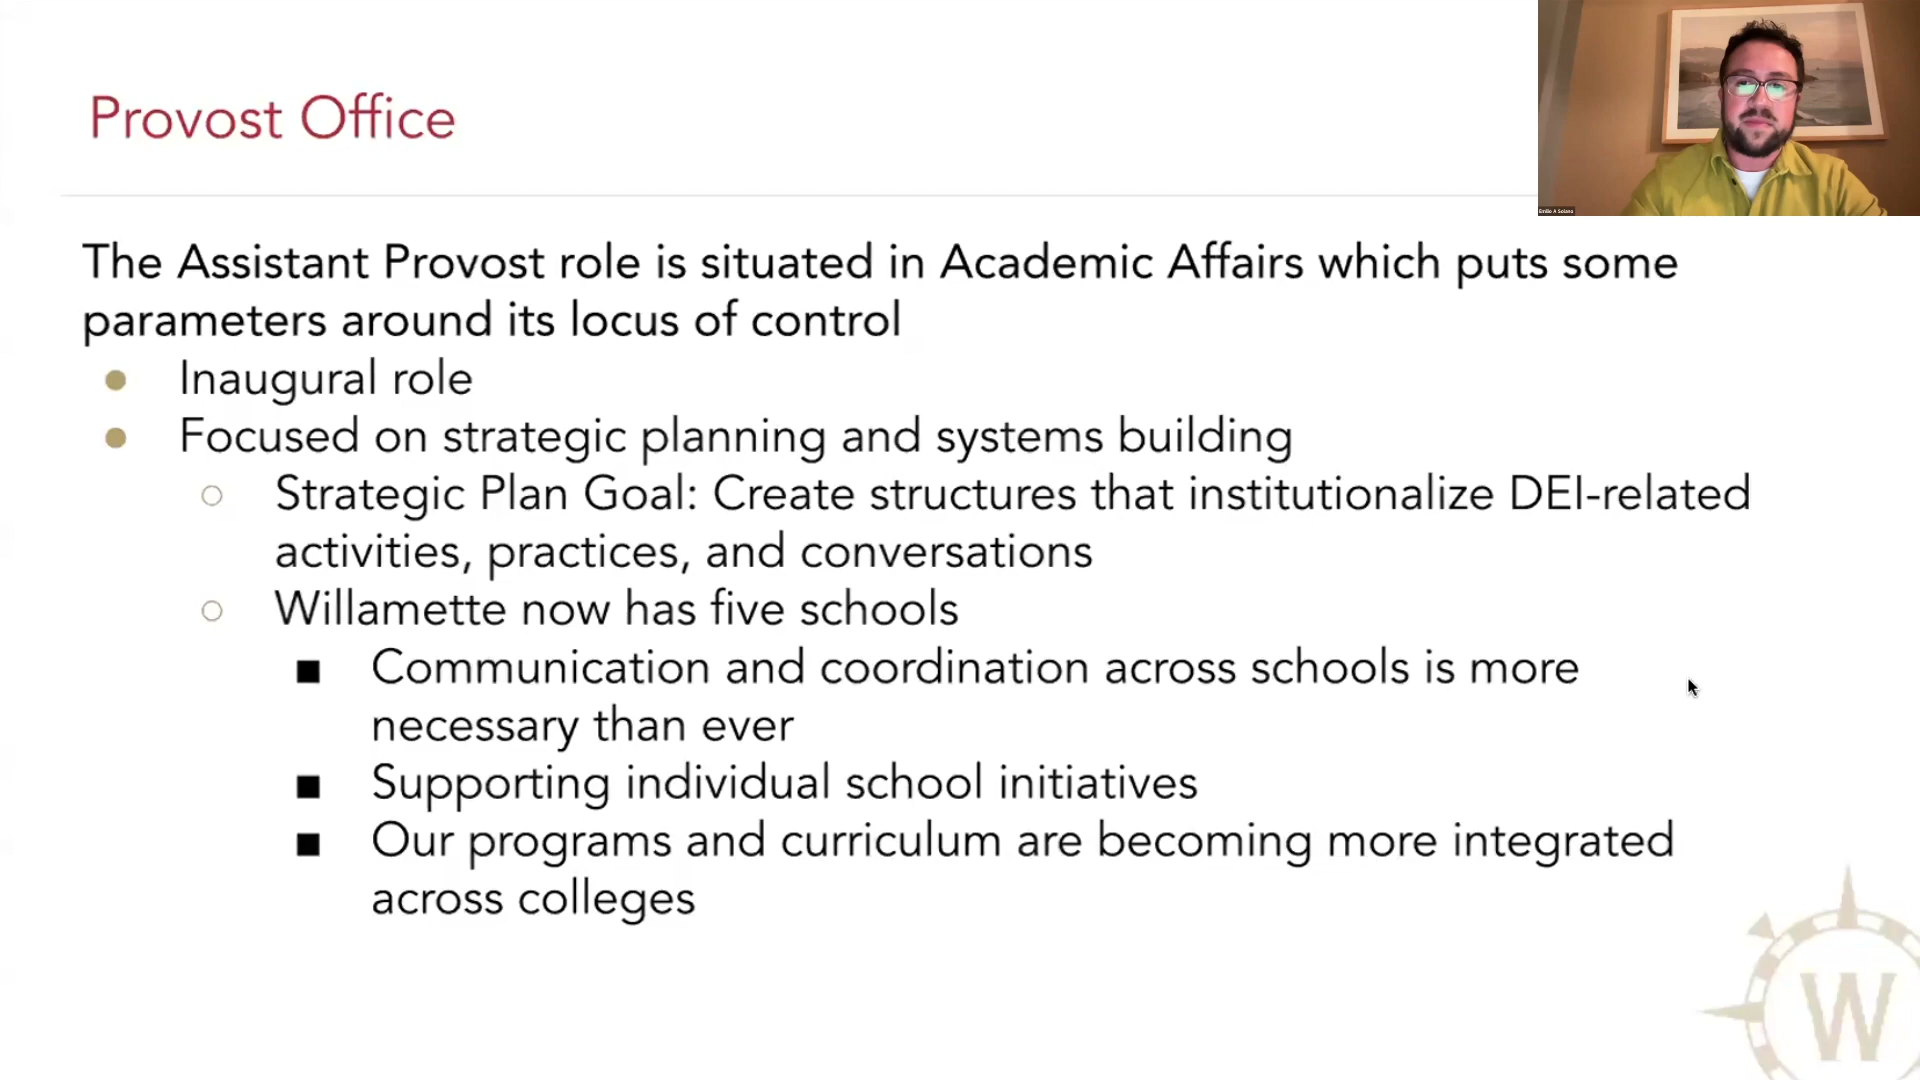 Provost Office
Emilio A Solano
The Assistant Provost role is situated in Academic Affairs which puts some
parameters around its locus of control
Inaugural role
Focused on strategic planning and systems building
Strategic Plan Goal: Create structures that institutionalize DEI-related
activities, practices, and conversations
Willamette now has five schools
Communication and coordination across schools is more
necessary than ever
Supporting individual school initiatives
Our programs and curriculum are becoming more integrated
across colleges
W